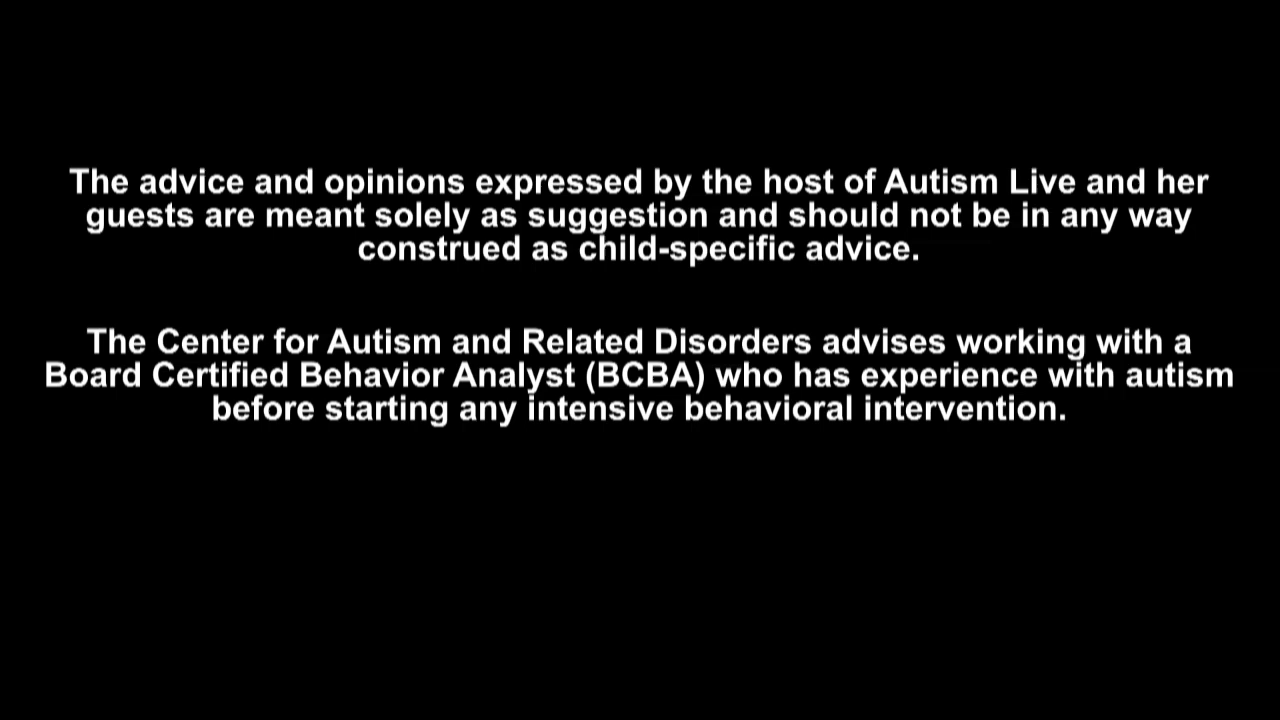 The advice and opinions expressed by the host of Autism Live and her
guests are meant solely as suggestion and should not be in any way
construed as child-specific advice.
The Center for Autism and Related Disorders advises working with a
Board Certified Behavior Analyst (BCBA) who has experience with autism
before starting any intensive behavioral intervention.